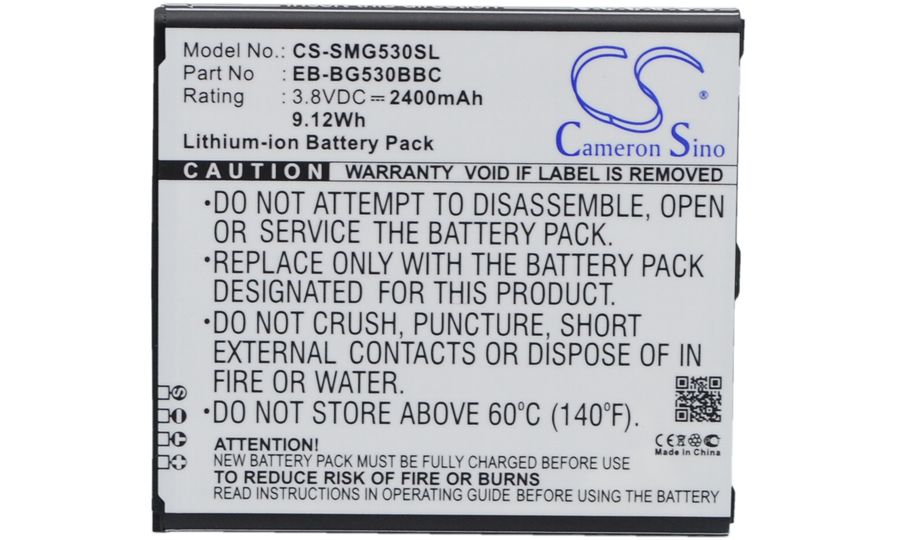 Model No.: CS-SMG530SL
Part No : EB-BG530BBC
Rating : 3.8VDC 2400mAh
9.12Wh
Lithium-ion Battery Pack
CS
®
Cameron Sino
CAUTION WARRANTY VOID IF LABEL IS REMOVED
•DO NOT ATTEMPT TO DISASSEMBLE, OPEN
OR SERVICE THE BATTERY PACK.
•REPLACE ONLY WITH THE BATTERY PACK
DESIGNATED FOR THIS PRODUCT.
•DO NOT CRUSH, PUNCTURE, SHORT
EXTERNAL CONTACTS OR DISPOSE OF IN
FIRE OR WATER.
•DO NOT STORE ABOVE 60°C (140°F).
CE
Made in China
ATTENTION!
NEW BATTERY PACK MUST BE FULLY CHARGED BEFORE USE
TO REDUCE RISK OF FIRE OR BURNS
READ INSTRUCTIONS IN OPERATING GUIDE BEFORE USING THE BATTERY